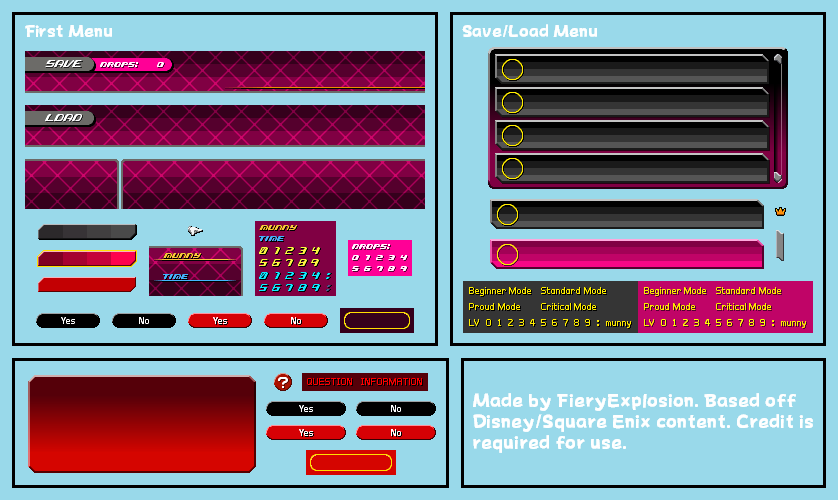 First Menu
SAVE DROPS: 0
LOAD
MUNNY
TIME
MUNNY
TIME
0 1 2 3 4
5 6 7 8 9
0 1 2 3 4 :
5 6 7 8 9 :
DROPS:
0 1 2 3 4
5 6 7 8 9
Yes No Yes No
Save/Load Menu
Beginner Mode Standard Mode Beginner Mode Standard Mode
Proud Mode Critical Mode Proud Mode Critical Mode
LV 0 1 2 3 4 5 6 7 8 9 : munny LV 0 1 2 3 4 5 6 7 8 9 : munny
? QUESTION INFORMATION
Yes No
Yes No
Made by FieryExplosion. Based off
Disney/Square Enix content. Credit is
required for use.